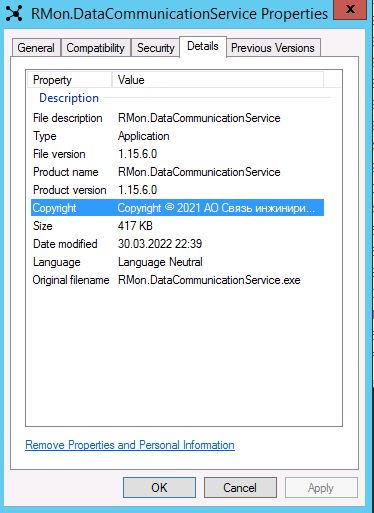 RMon.DataCommunicationService Properties
x
General Compatibility Security Details Previous Versions
Property Value
Description
File description RMon.DataCommunicationService
Type Application
File version 1.15.6.0
Product name RMon.DataCommunicationService
Product version 1.15.6.0
Copyright Copyright © 2021 АО Связь инжинири...
Size 417 KB
Date modified 30.03.2022 22:39
Language Language Neutral
Original filename RMon.DataCommunicationService.exe
Remove Properties and Personal Information
OK Cancel Apply